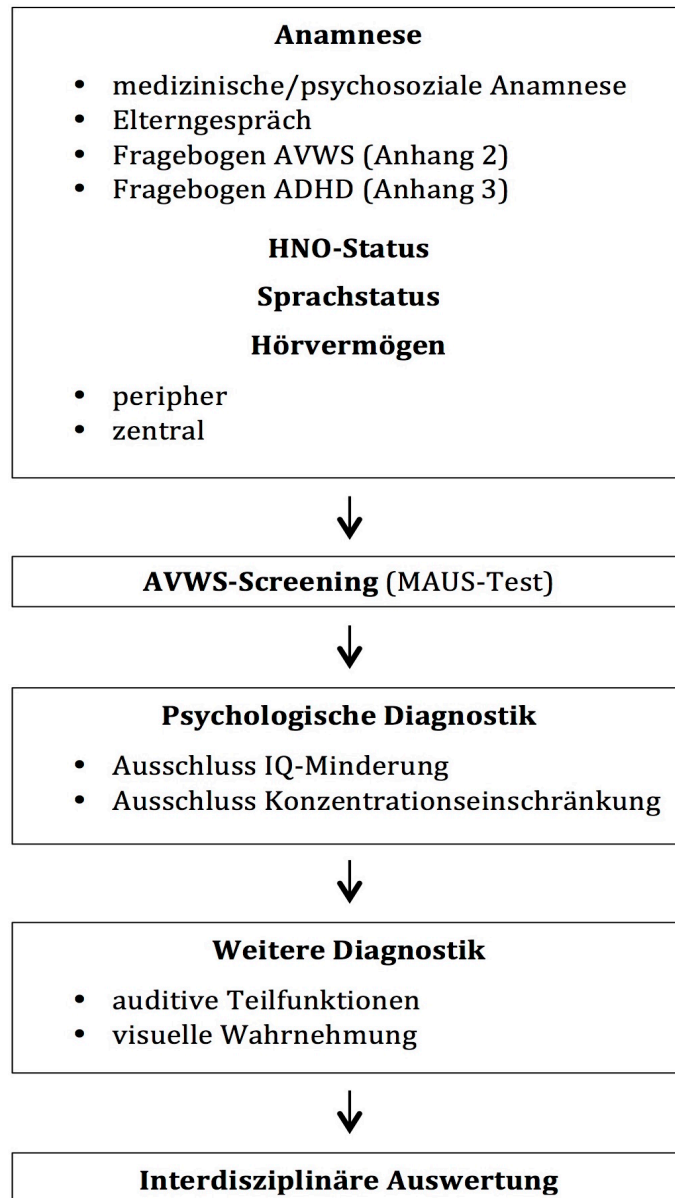 Anamnese
• medizinische/psychosoziale Anamnese
• Elterngespräch
• Fragebogen AVWS (Anhang 2)
• Fragebogen ADHD (Anhang 3)
HNO-Status
Sprachstatus
Hörvermögen
• peripher
• zentral
AVWS-Screening (MAUS-Test)
Psychologische Diagnostik
• Ausschluss IQ-Minderung
• Ausschluss Konzentrationseinschränkung
Weitere Diagnostik
• auditive Teilfunktionen
• visuelle Wahrnehmung
Interdisziplinäre Auswertung